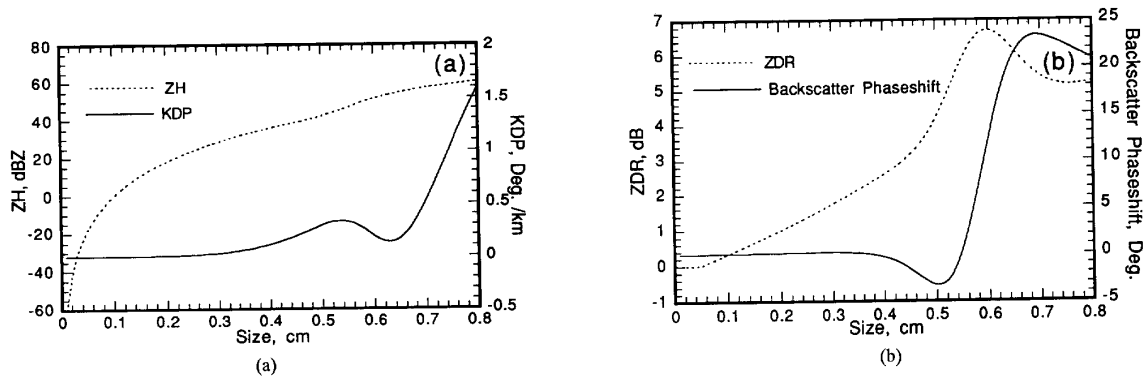 80
60
40
20
0
-20
-40
-60
ZH, dBZ
(a)
ZH
KDP
2
1.5
1
0.5
0
-0.5
KDP, Deg./km
0 0.1 0.2 0.3 0.4 0.5 0.6 0.7 0.8
Size, cm
(a)
7
6
5
4
3
2
1
0
-1
ZDR, dB
(b)
ZDR
Backscatter Phaseshift
25
20
15
10
5
0
-5
Backscatter Phaseshift, Deg.
0 0.1 0.2 0.3 0.4 0.5 0.6 0.7 0.8
Size, cm
(b)